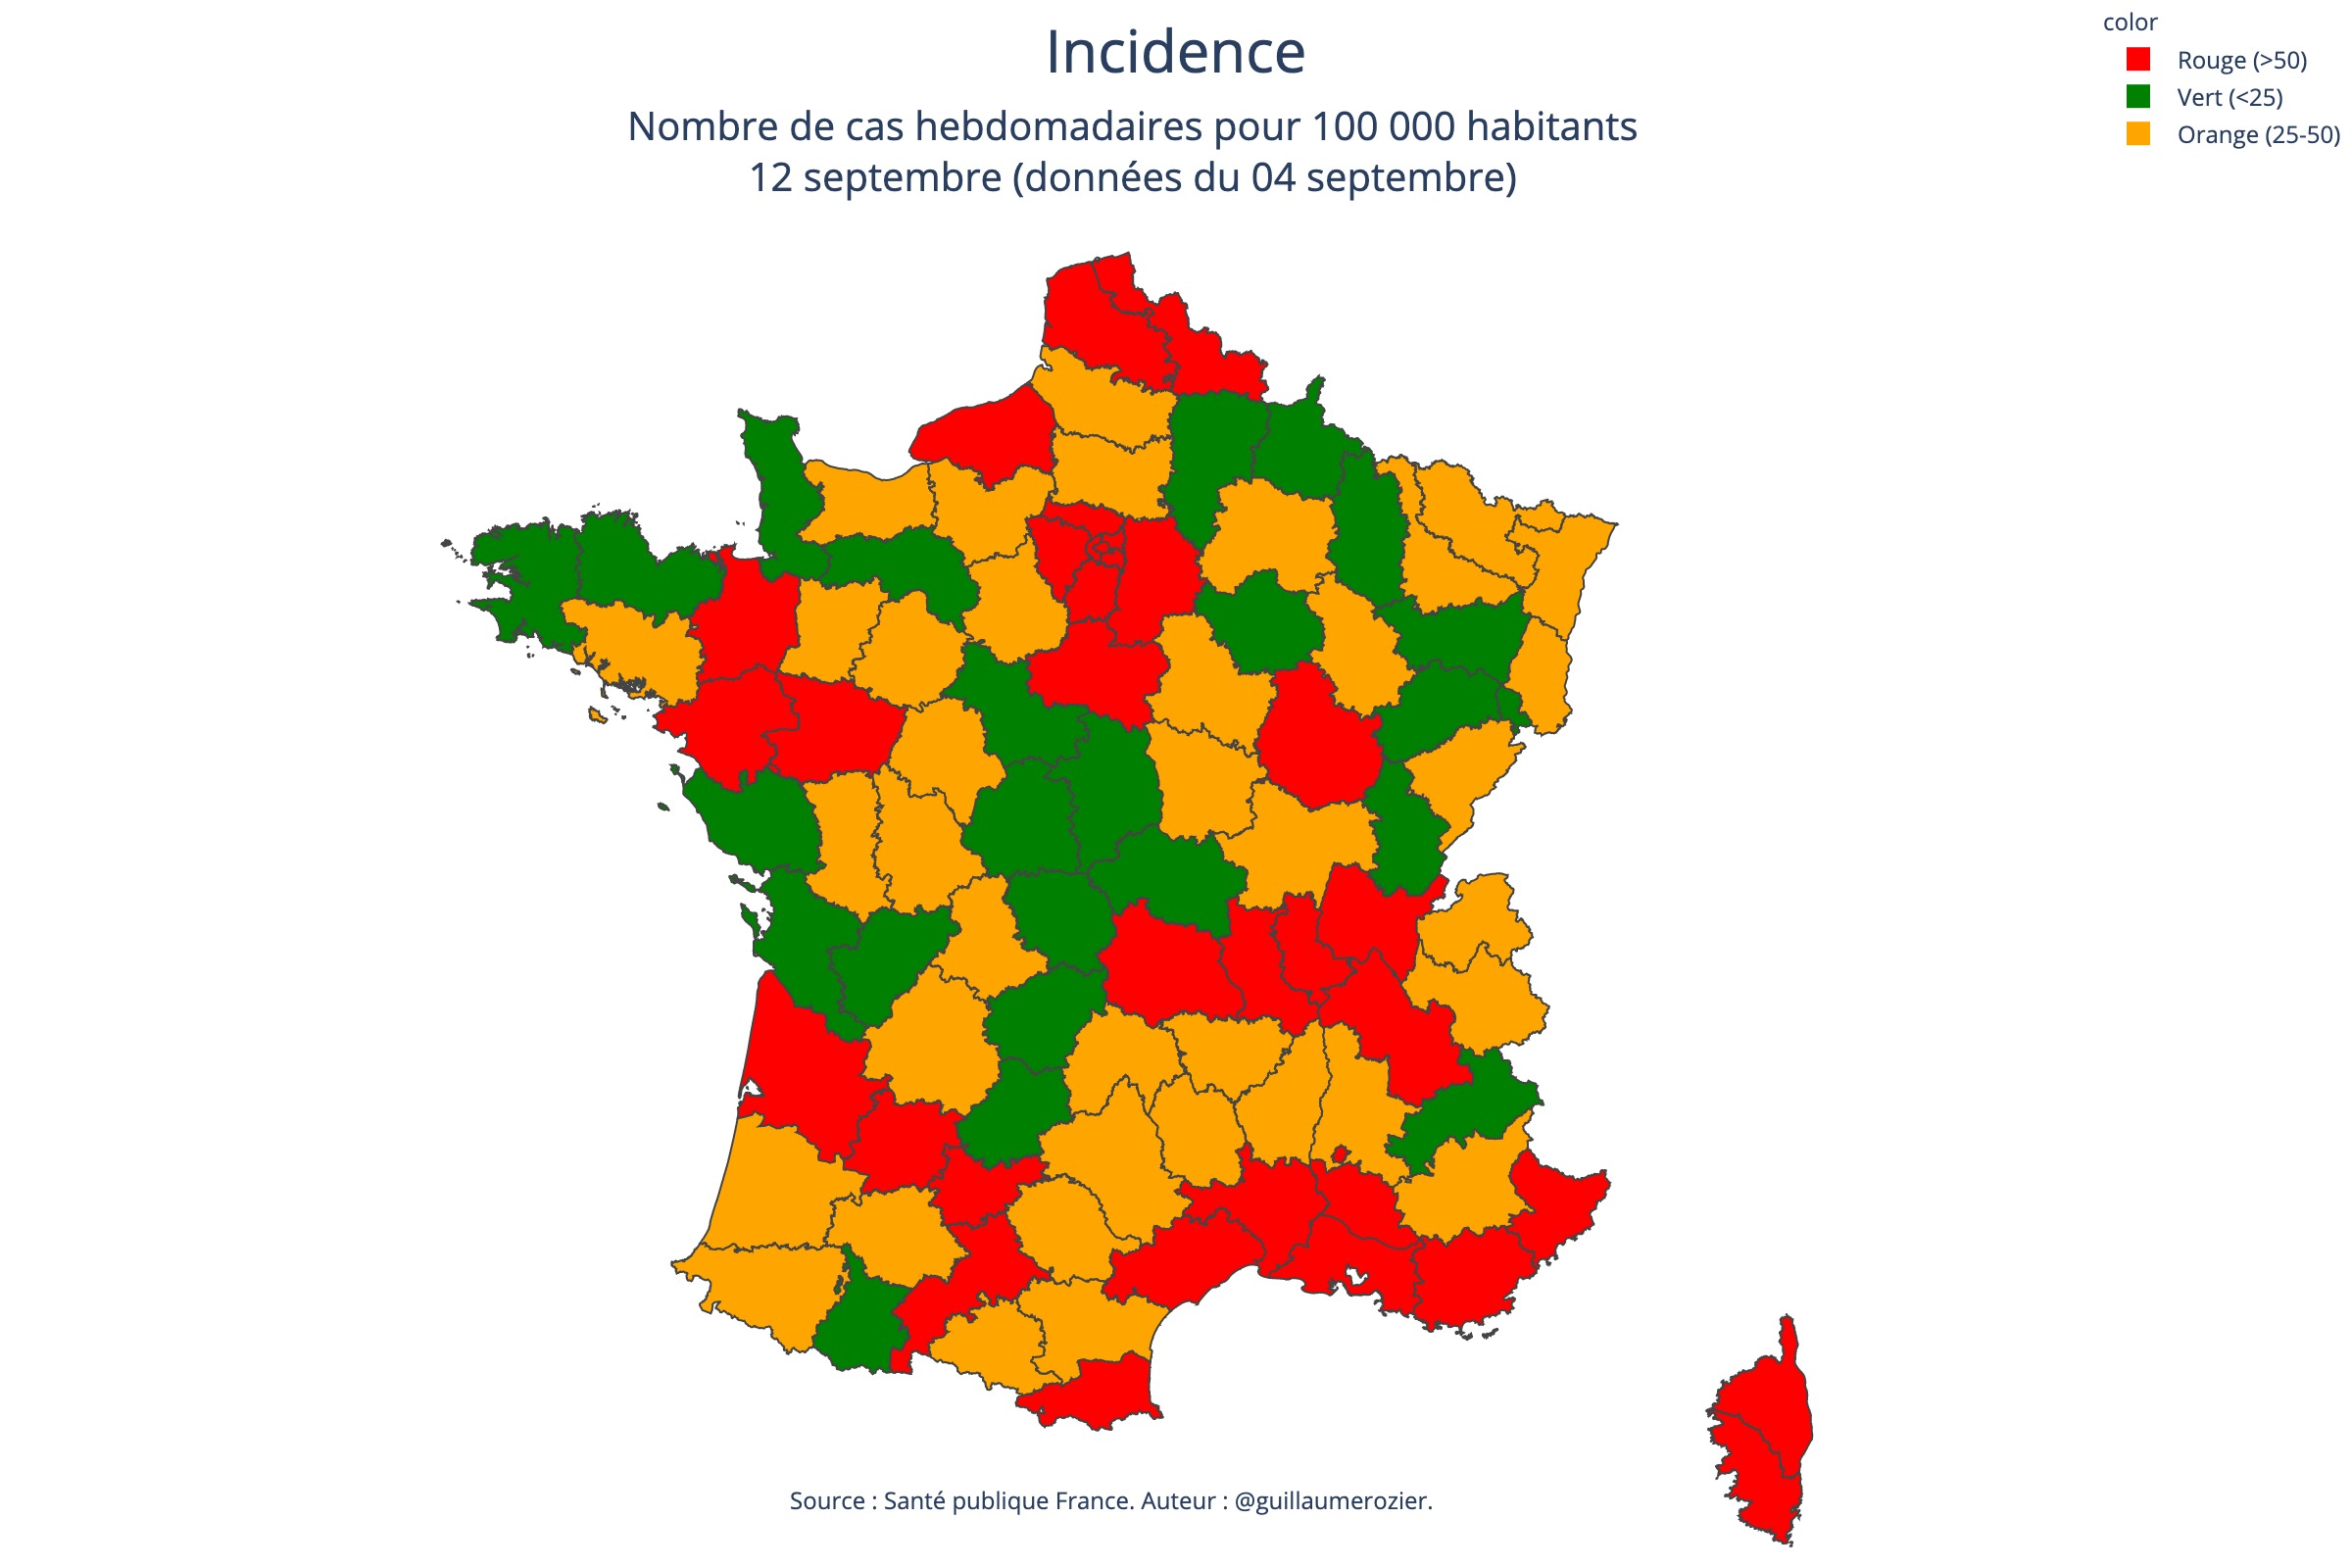 Incidence
Nombre de cas hebdomadaires pour 100 000 habitants
12 septembre (données du 04 septembre)
color
Rouge (>50)
Vert (<25)
Orange (25-50)
Source : Santé publique France. Auteur : @guillaumerozier.